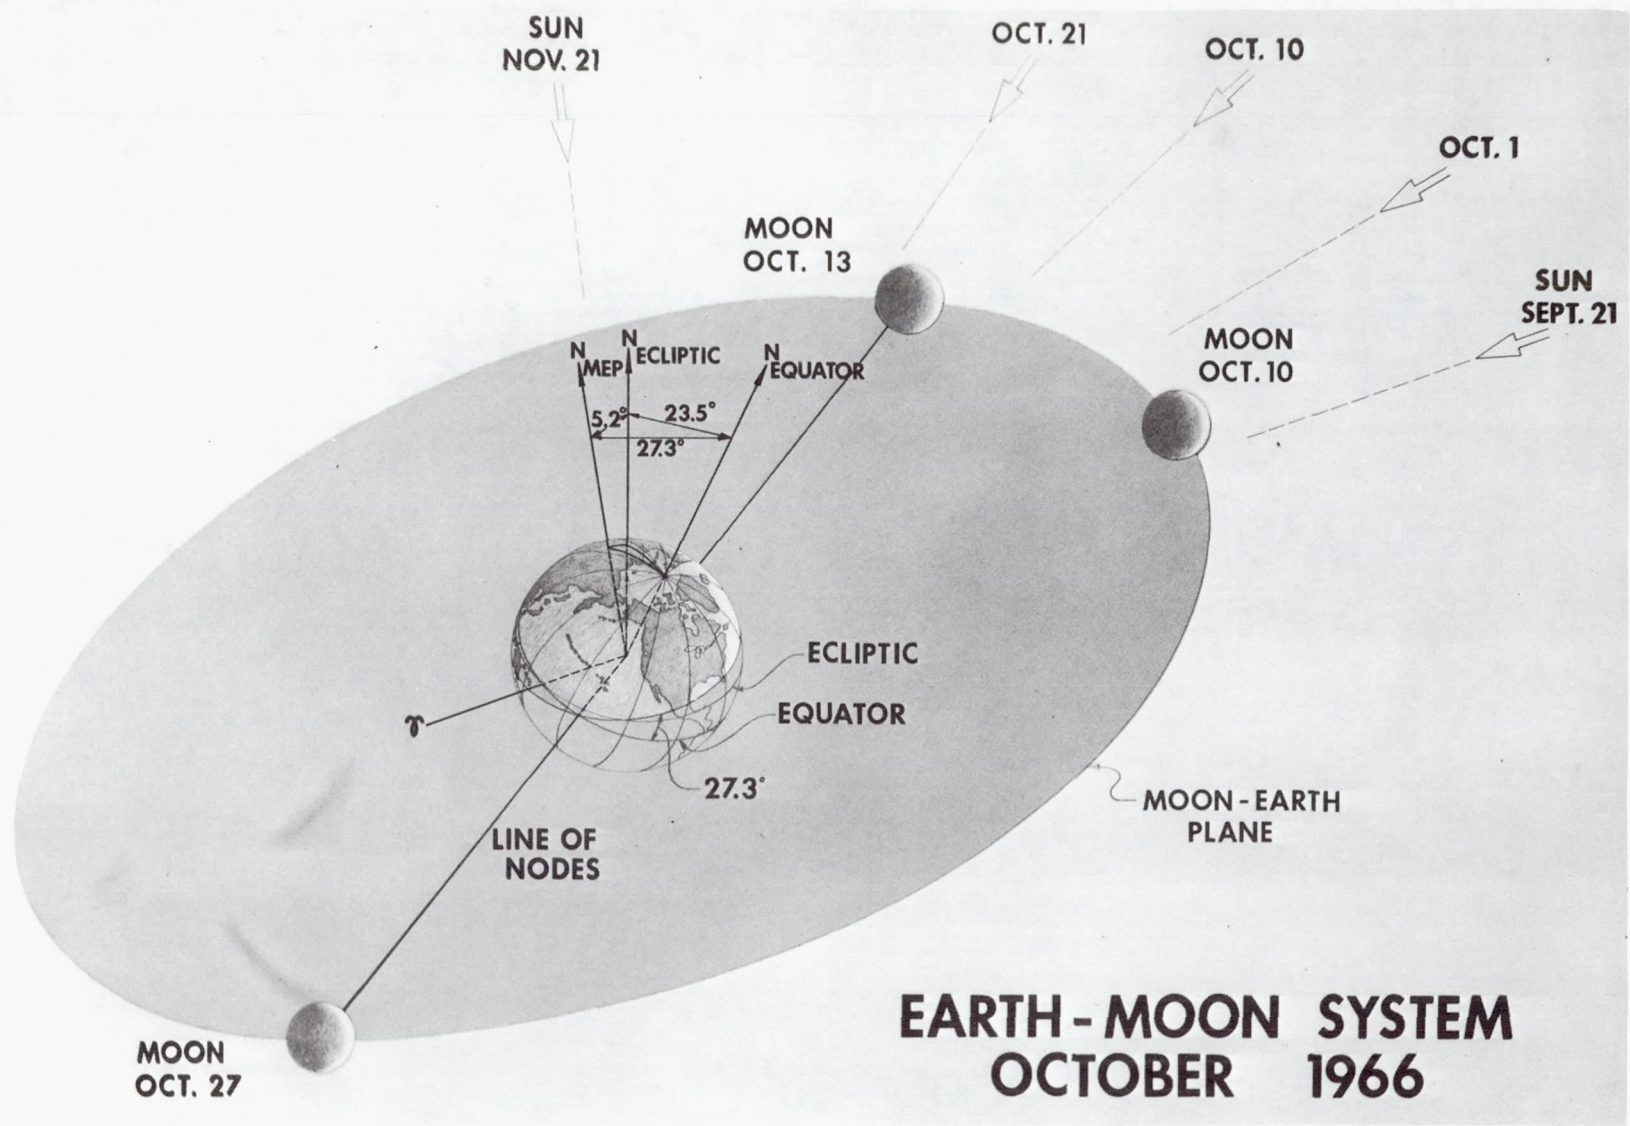 SUN
NOV. 21
OCT. 21
OCT. 10
OCT. 1
SUN
SEPT. 21
MOON
OCT. 13
MOON
OCT. 10
N MEP
N ECLIPTIC
N EQUATOR
5,2°
23.5°
27.3°
ECLIPTIC
EQUATOR
♈
27.3°
LINE OF
NODES
MOON-EARTH
PLANE
MOON
OCT. 27
EARTH-MOON SYSTEM
OCTOBER 1966